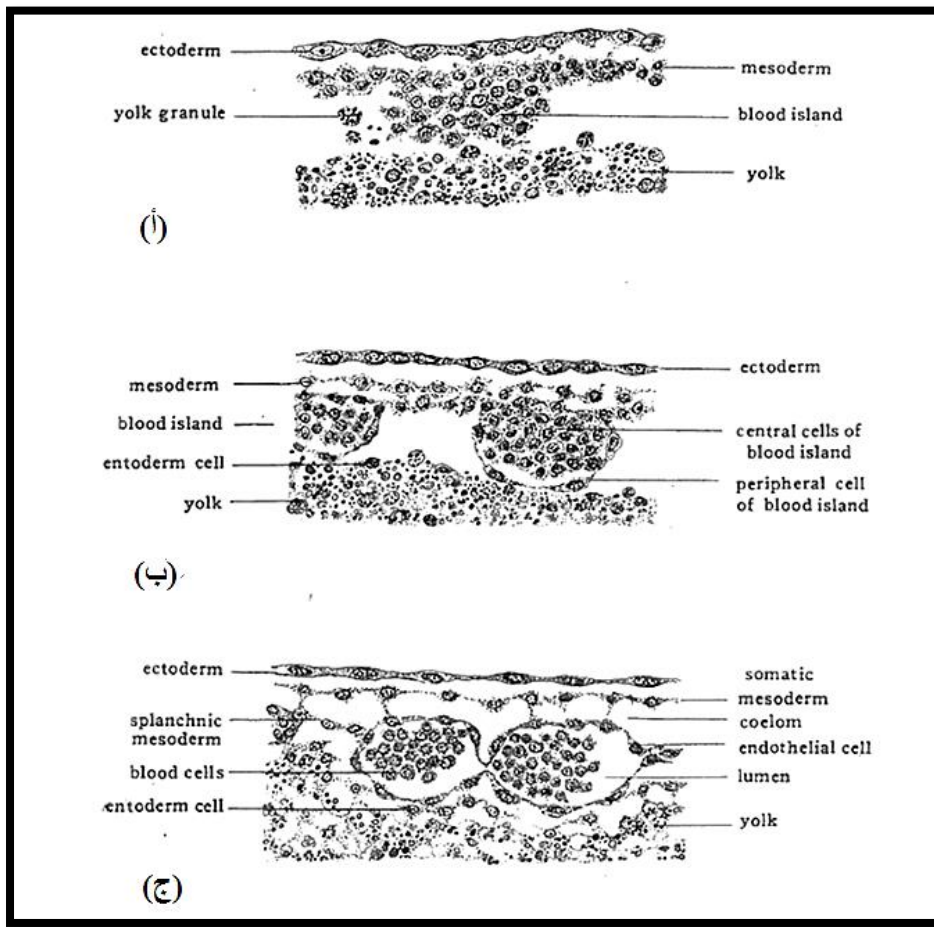 ectoderm
mesoderm
yolk granule
blood island
yolk
(أ)
ectoderm
mesoderm
blood island
central cells of
blood island
entoderm cell
peripheral cell
of blood island
yolk
(ب)
ectoderm
somatic
mesoderm
splanchnic
mesoderm
coelom
endothelial cell
blood cells
lumen
entoderm cell
yolk
(ج)